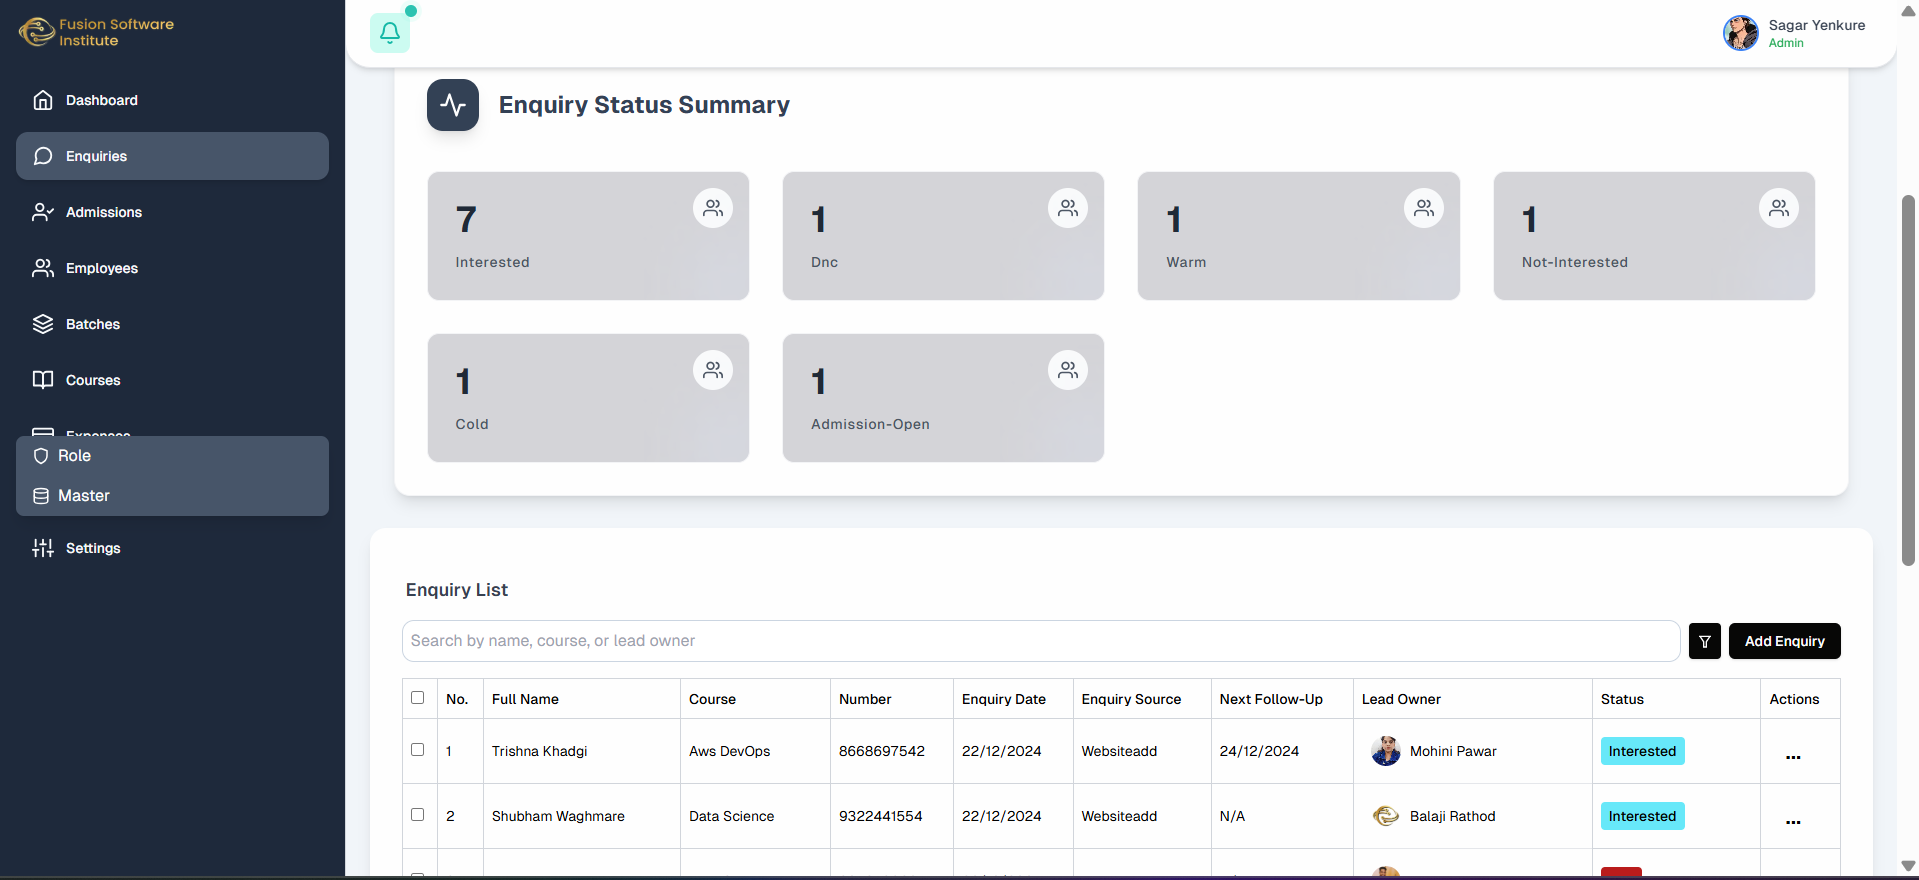 Fusion Software
Institute
Dashboard
Enquiries
Admissions
Employees
Batches
Courses
Expenses
Role
Master
Settings
Sagar Yenkure
Admin
Enquiry Status Summary
7
Interested
1
Dnc
1
Warm
1
Not-Interested
1
Cold
1
Admission-Open
Enquiry List
Search by name, course, or lead owner
Add Enquiry
No. Full Name Course Number Enquiry Date Enquiry Source Next Follow-Up Lead Owner Status Actions
1 Trishna Khadgi Aws DevOps 8668697542 22/12/2024 Websiteadd 24/12/2024 Mohini Pawar Interested ...
2 Shubham Waghmare Data Science 9322441554 22/12/2024 Websiteadd N/A Balaji Rathod Interested ...